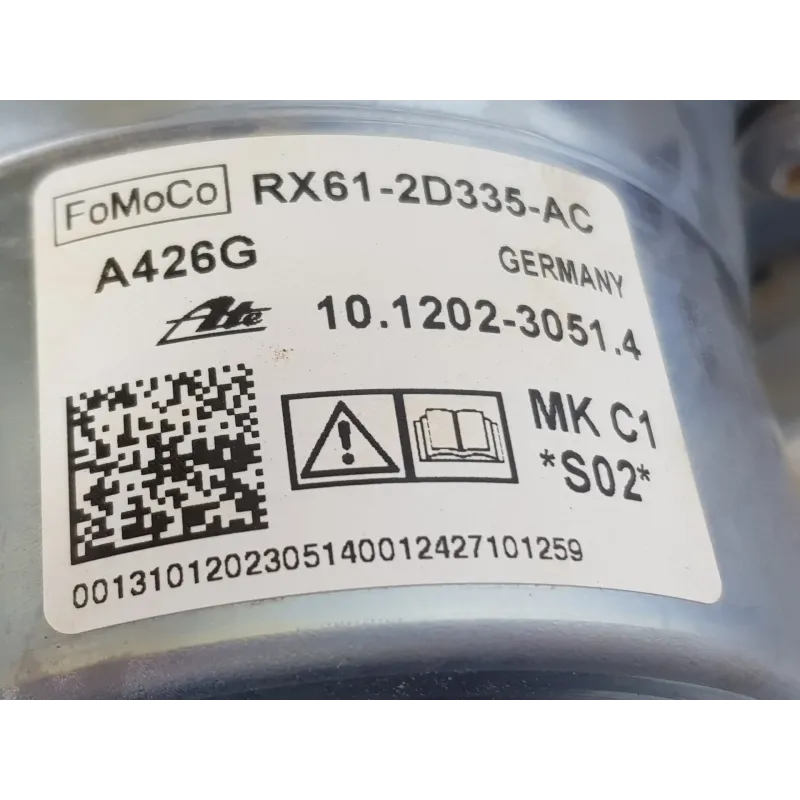 FoMoCo RX61-2D335-AC
A426G
GERMANY
Ate 10.1202-3051.4
MK C1
*S02*
0013101202305140012427101259